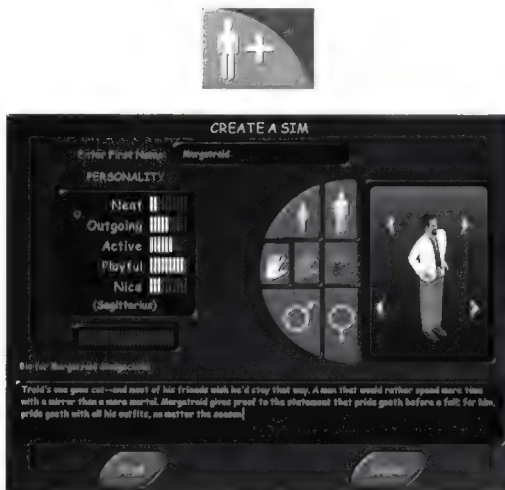 CREATE A SIM
Enter First Name: Margatroid
PERSONALITY
Neat
Outgoing
Active
Playful
Nice
(Sagittarius)
Bio for Margatroid
Troid's one gone cat--and most of his friends wish he'd stay that way. A man that would rather spend more time
with a mirror than a mere mortal. Margatroid gives proof to the statement that pride goeth before a fall; for him,
pride goeth with all his outfits, no matter the season